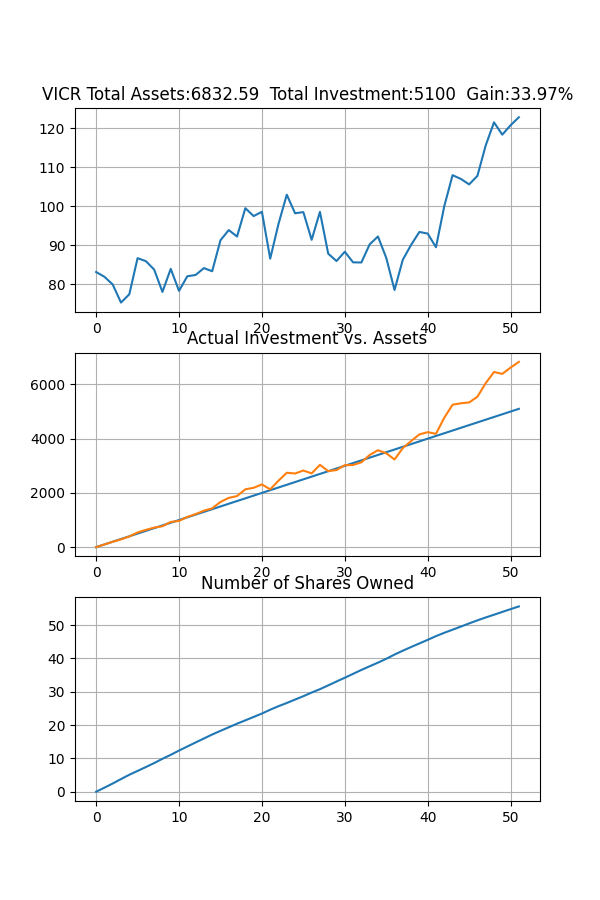 VICR Total Assets:6832.59  Total Investment:5100  Gain:33.97%
120
110
100
90
80
0 10 20 30 40 50
Actual Investment vs. Assets
6000
4000
2000
0
0 10 20 30 40 50
Number of Shares Owned
50
40
30
20
10
0
0 10 20 30 40 50